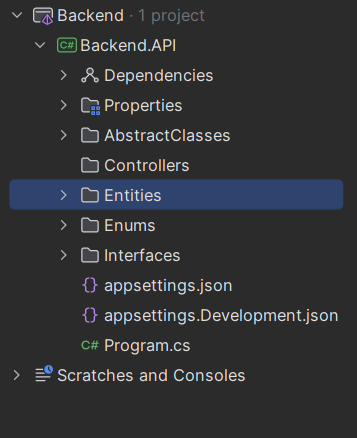 Backend · 1 project
C# Backend.API
Dependencies
Properties
AbstractClasses
Controllers
Entities
Enums
Interfaces
{} appsettings.json
{} appsettings.Development.json
C# Program.cs
Scratches and Consoles